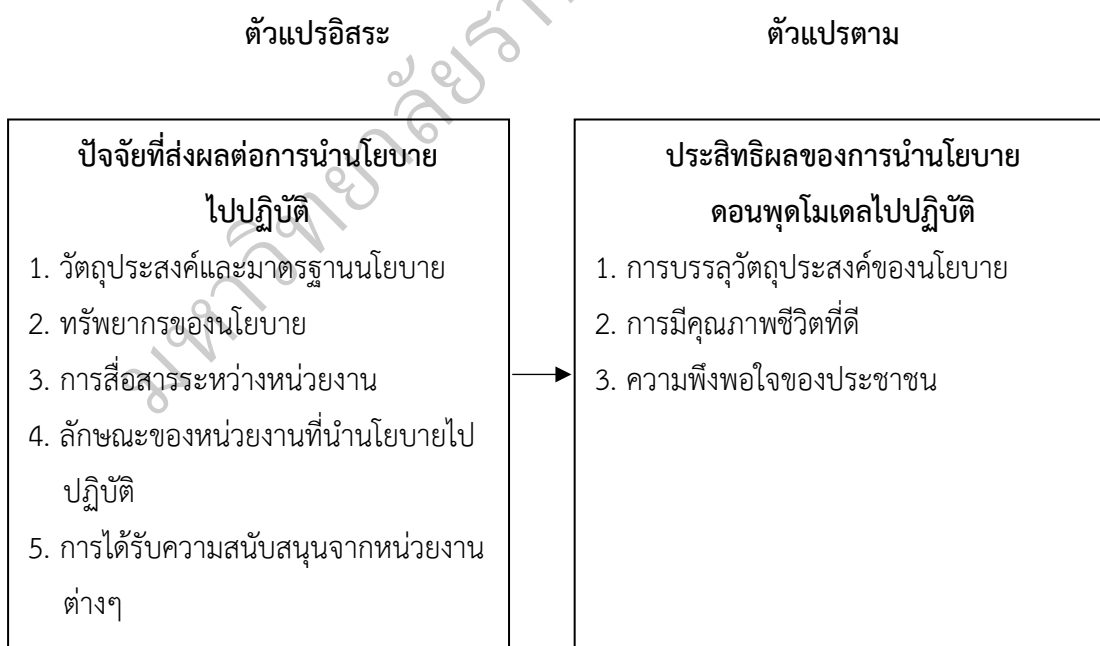 ตัวแปรอิสระ
ตัวแปรตาม
ปัจจัยที่ส่งผลต่อการนำนโยบาย
ไปปฏิบัติ
1. วัตถุประสงค์และมาตรฐานนโยบาย
2. ทรัพยากรของนโยบาย
3. การสื่อสารระหว่างหน่วยงาน
4. ลักษณะของหน่วยงานที่นำนโยบายไป
ปฏิบัติ
5. การได้รับความสนับสนุนจากหน่วยงาน
ต่างๆ
ประสิทธิผลของการนำนโยบาย
ดอนพุดโมเดลไปปฏิบัติ
1. การบรรลุวัตถุประสงค์ของนโยบาย
2. การมีคุณภาพชีวิตที่ดี
3. ความพึงพอใจของประชาชน
มหาวิทยาลัยรา